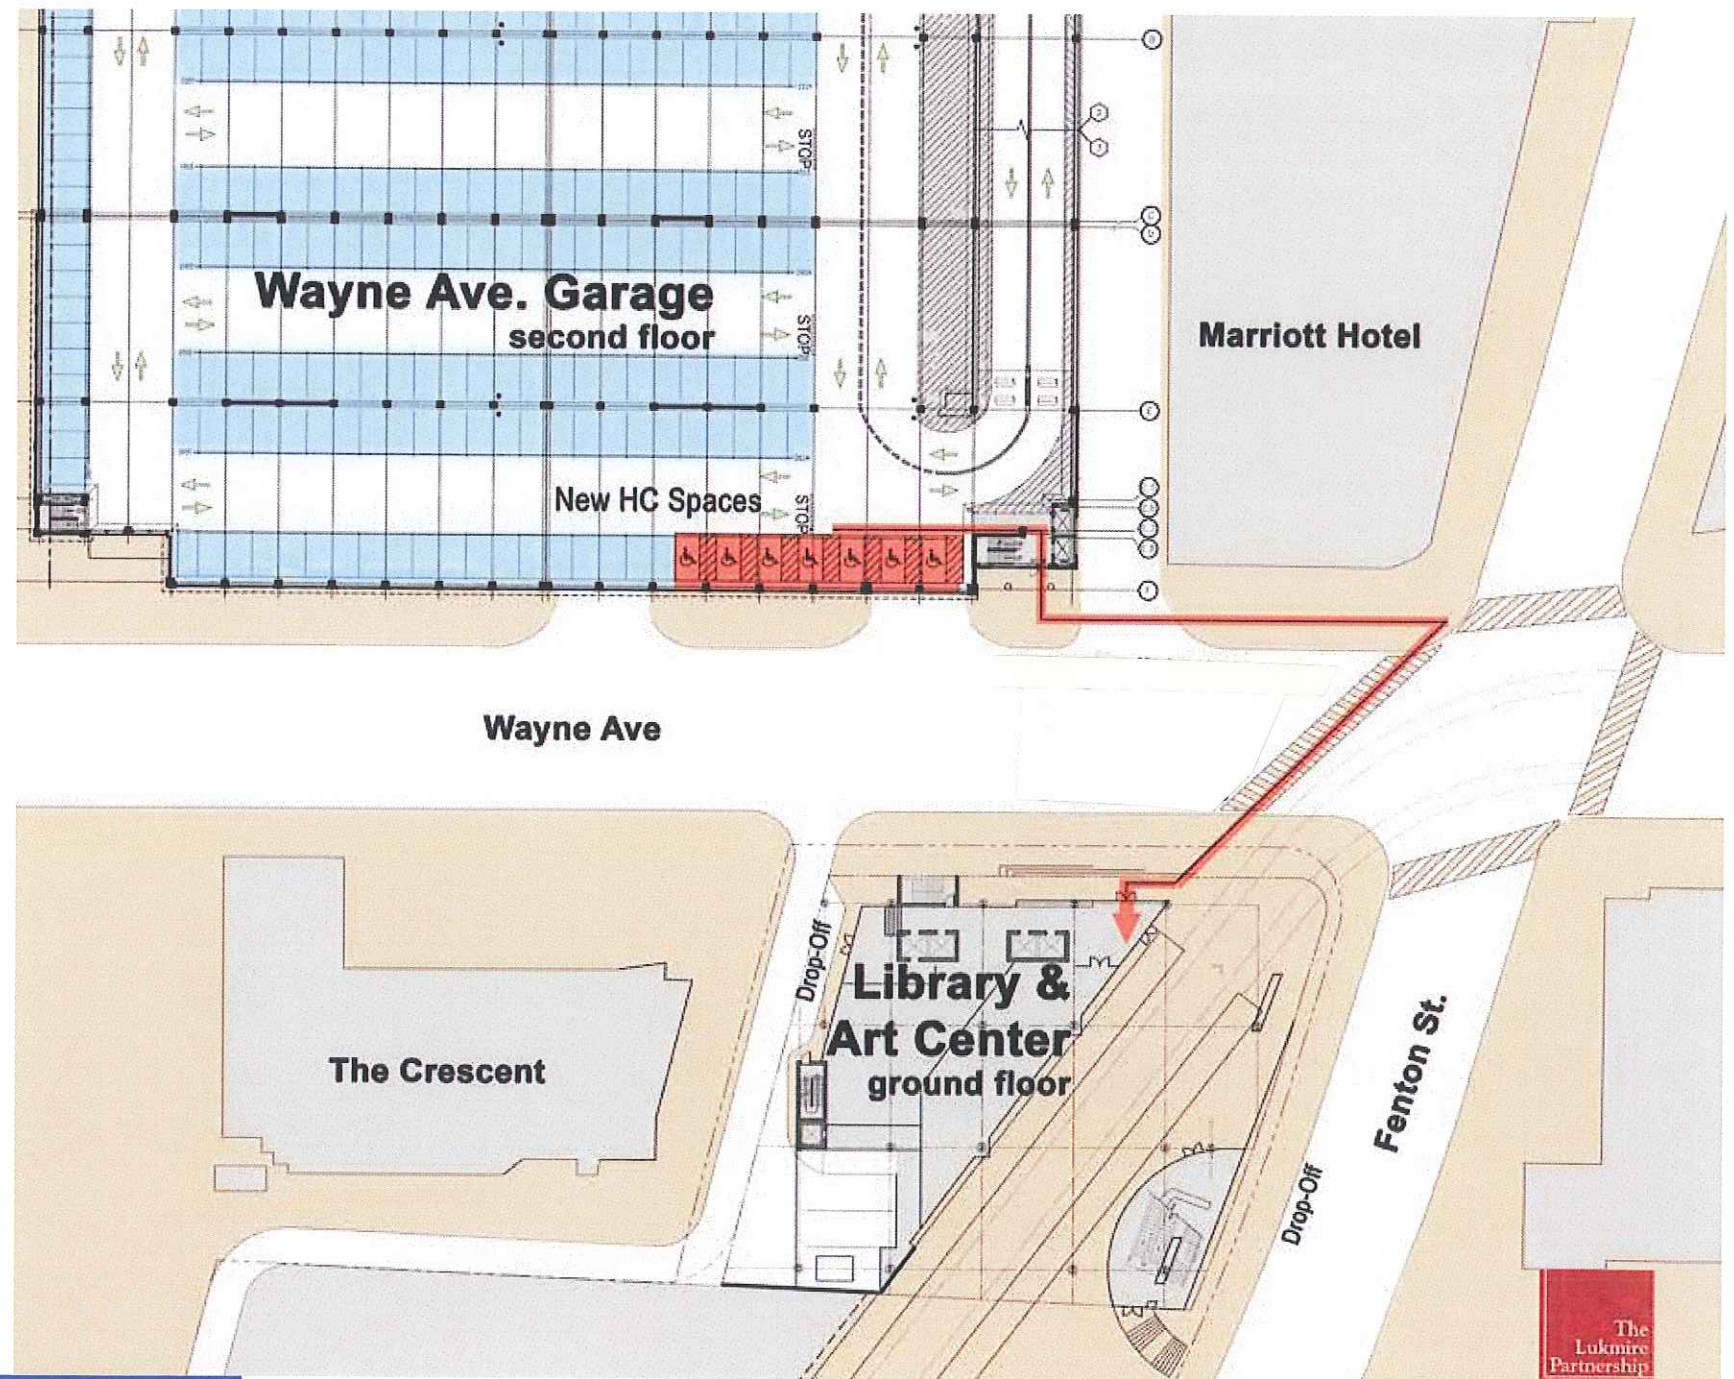 STOP
Wayne Ave. Garage
second floor
STOP
Marriott Hotel
New HC Spaces
STOP
Wayne Ave
Drop-Off
Library &
Art Center
ground floor
The Crescent
Fenton St.
Drop-Off
The
Lukmire
Partnership